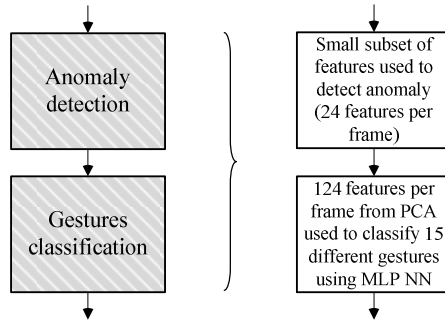 Anomaly
detection
Gestures
classification
Small subset of
features used to
detect anomaly
(24 features per
frame)
124 features per
frame from PCA
used to classify 15
different gestures
using MLP NN